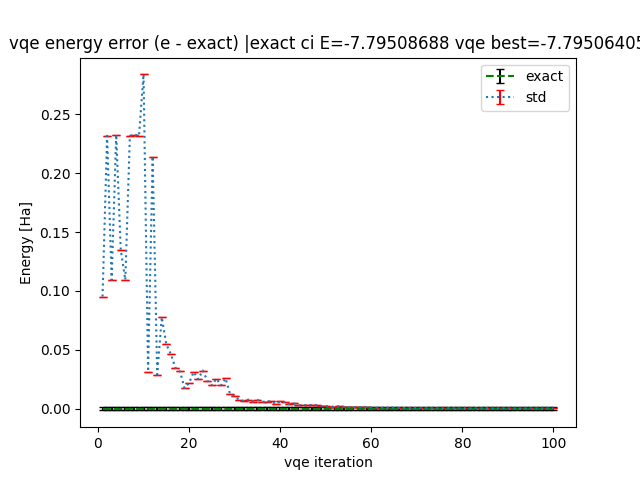 vqe energy error (e - exact) |exact ci E=-7.79508688 vqe best=-7.79506405
exact
std
Energy [Ha]
0.25
0.20
0.15
0.10
0.05
0.00
0 20 40 60 80 100
vqe iteration